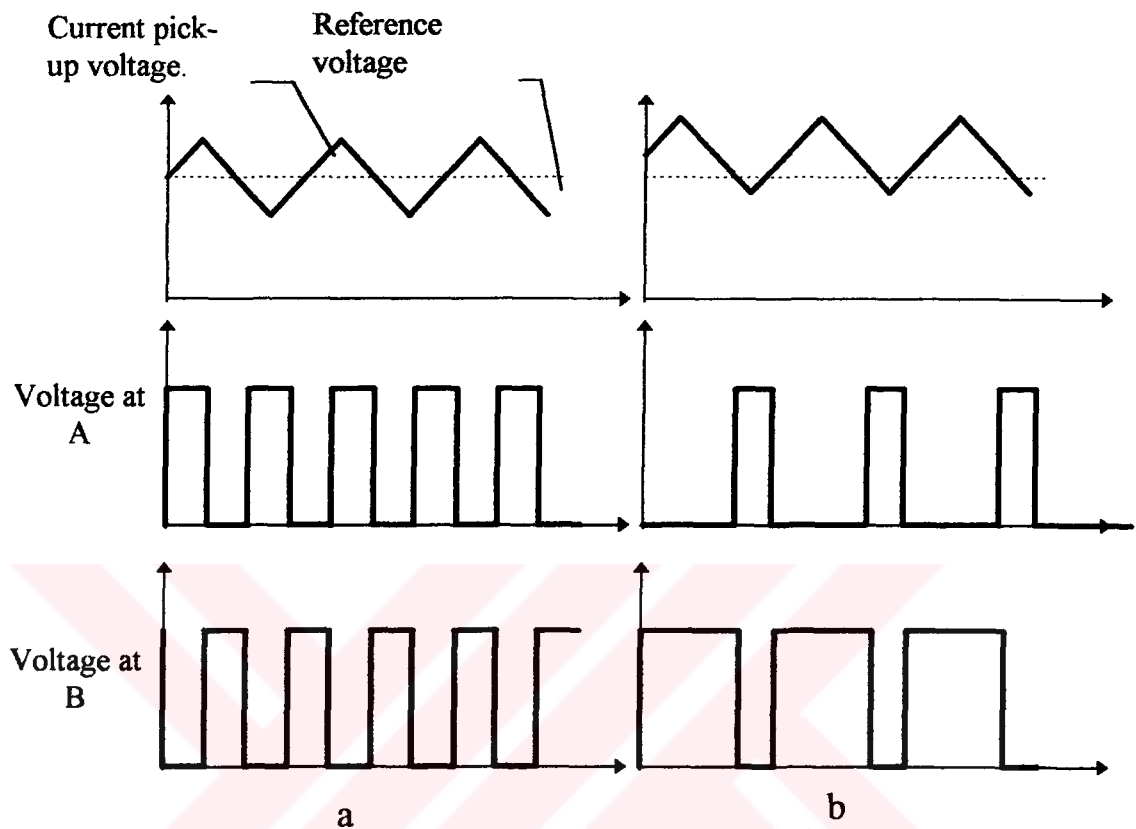 Current pick-
up voltage.
Reference
voltage
Voltage at
A
Voltage at
B
a
b